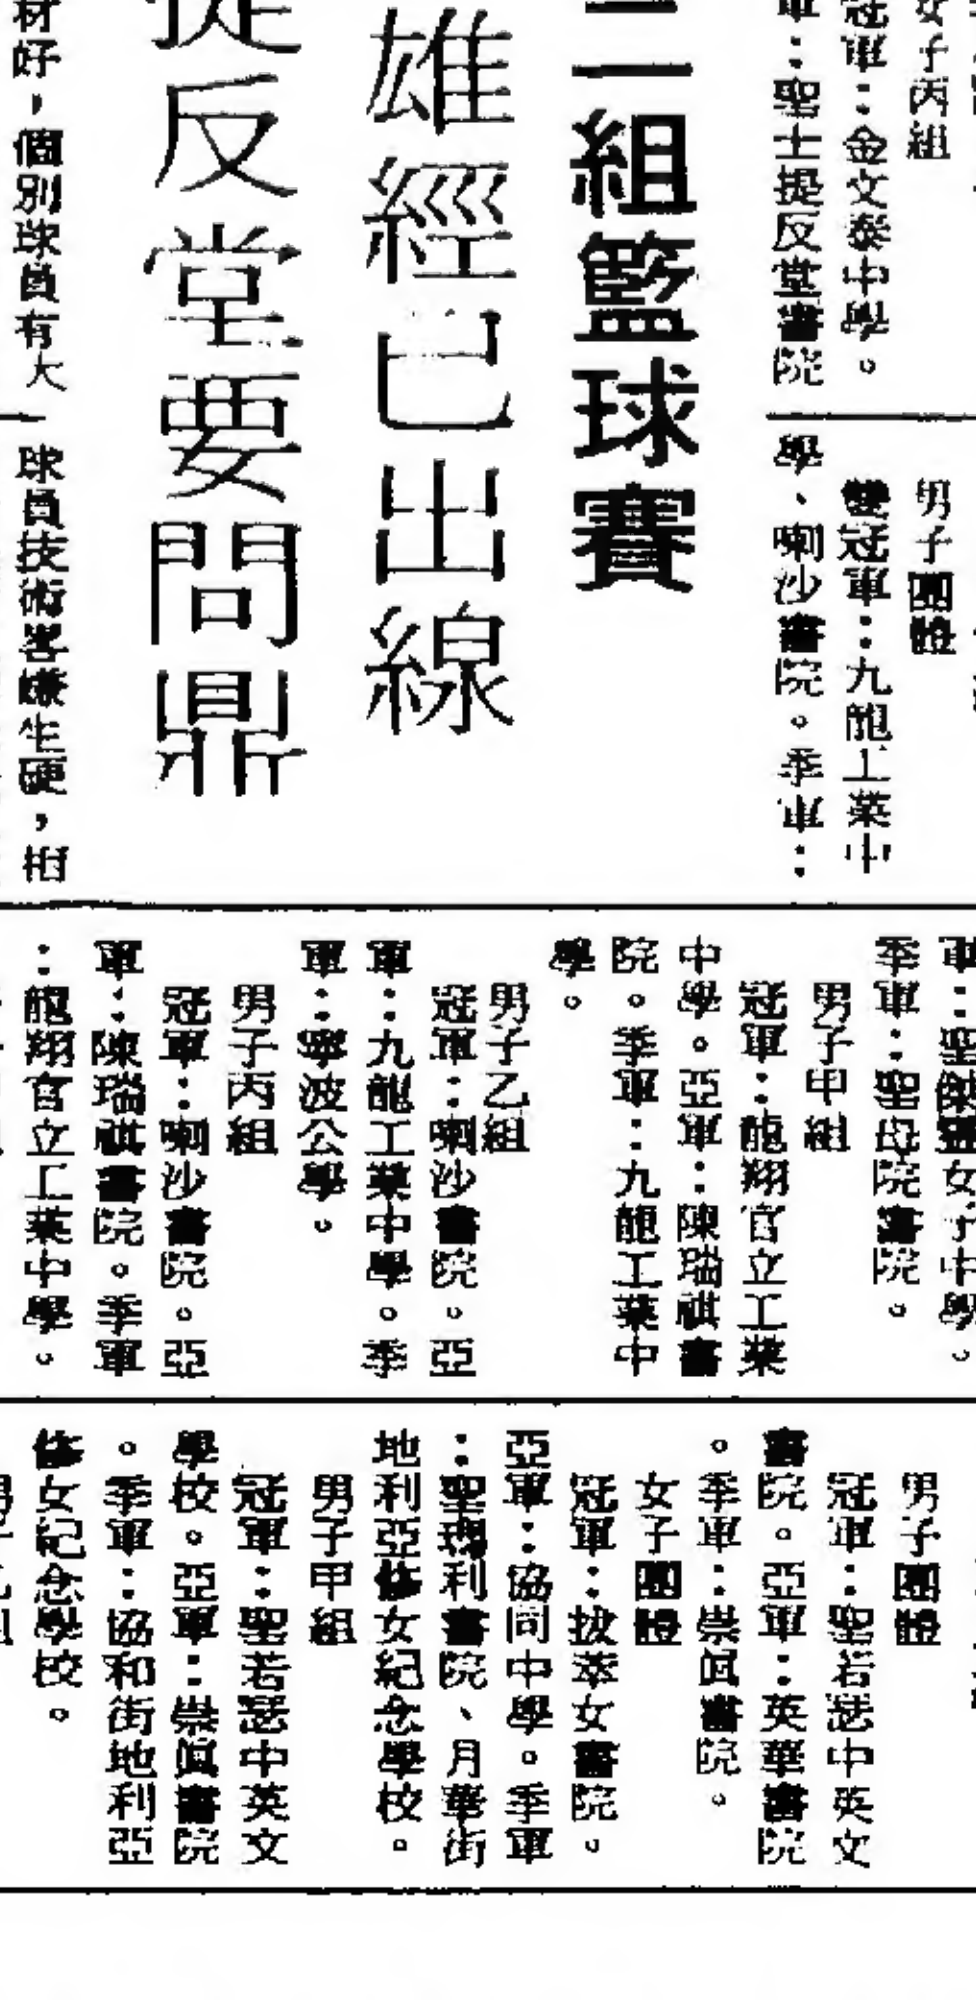 女子丙組
冠軍：金文泰中學。
軍：聖士提反堂書院
男子團體
雙冠軍：九龍工業中
學、喇沙書院。季軍：
二組籃球賽
雄經已出線
提反堂要問鼎
材好，個別球員有大
球員技術畧嫌生硬，相
軍：聖傑靈女子中學。
季軍：聖母院書院。
男子甲組
冠軍：龍翔官立工業
中學。亞軍：陳瑞祺書
院。季軍：九龍工業中
學。
男子乙組
冠軍：喇沙書院。亞
軍：九龍工業中學。季
軍：寧波公學。
男子丙組
冠軍：喇沙書院。亞
軍：陳瑞祺書院。季軍
：龍翔官立工業中學。
男子團體
冠軍：聖若瑟中英文
書院。亞軍：英華書院
。季軍：崇眞書院。
女子團體
冠軍：拔萃女書院。
亞軍：協同中學。季軍
：聖瑪利書院、月華街
地利亞修女紀念學校。
男子甲組
冠軍：聖若瑟中英文
學校。亞軍：崇眞書院
。季軍：協和街地利亞
修女紀念學校。